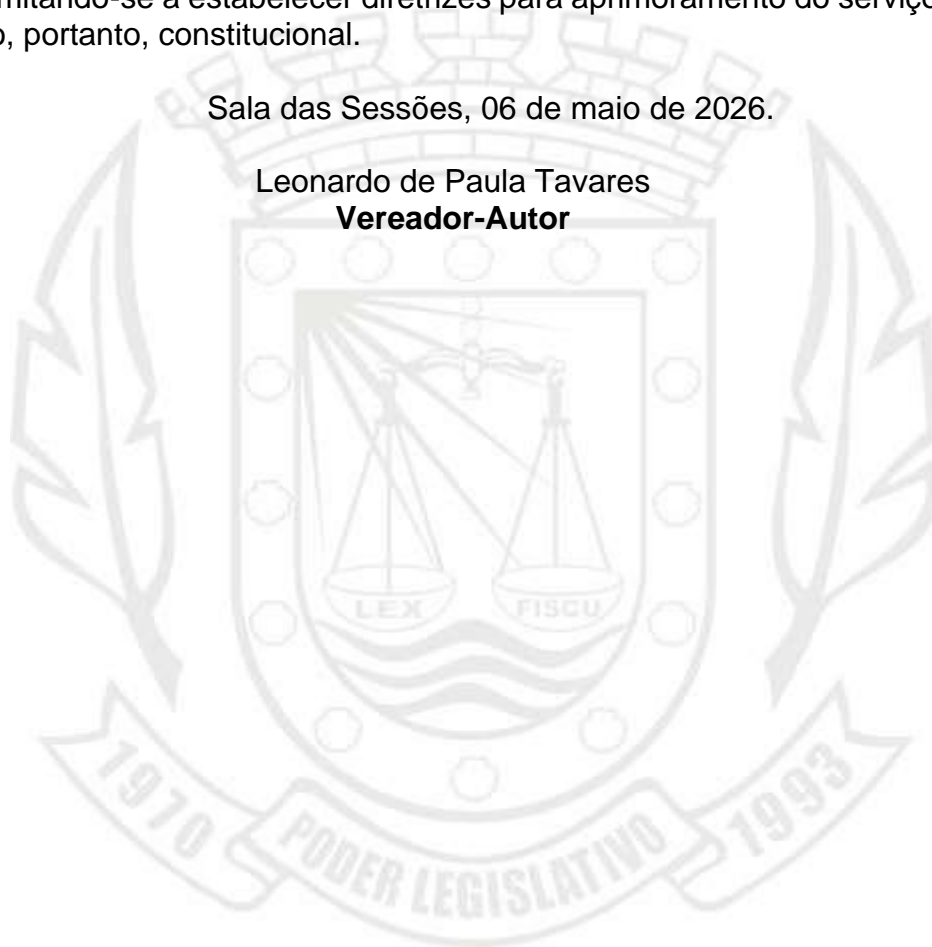 mitando-se a estabelecer diretrizes para aprimoramento do serviço
o, portanto, constitucional.
Sala das Sessões, 06 de maio de 2026.
Leonardo de Paula Tavares
Vereador-Autor
LEX
FISCU
1970
PODER LEGISLATIVO
1993